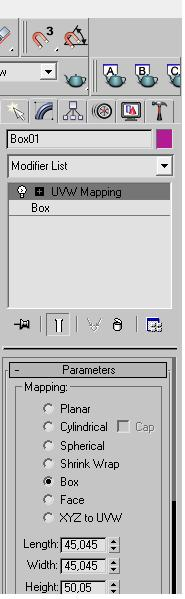 3
w
A B C
Box01
Modifier List
UVW Mapping
Box
- Parameters
Mapping:
Planar
Cylindrical Cap
Spherical
Shrink Wrap
Box
Face
XYZ to UVW
Length: 45,045
Width: 45,045
Height: 50,05